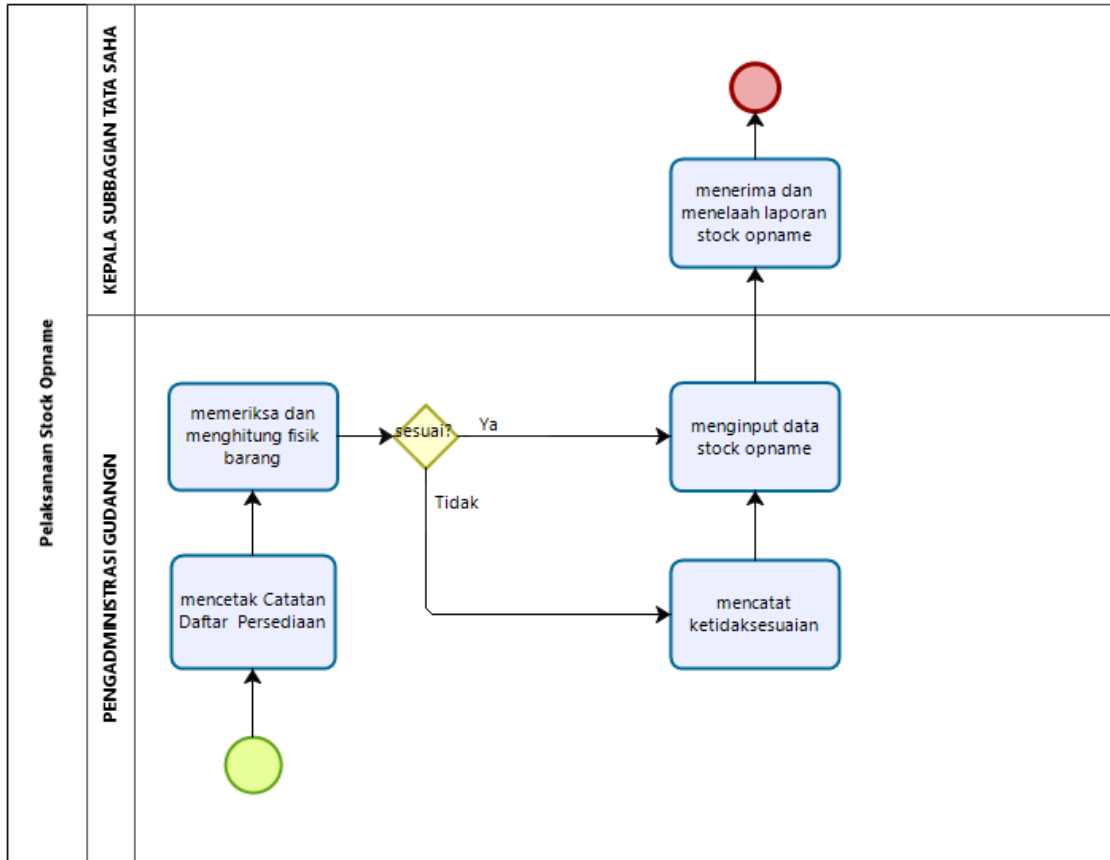 Pelaksanaan Stock Opname
KEPALA SUBBAGIAN TATA SAHA
menerima dan
menelaah laporan
stock opname
PENGADMINISTRASI GUDANGN
memeriksa dan
menghitung fisik
barang
sesuai?
Ya
menginput data
stock opname
Tidak
mencetak Catatan
Daftar Persediaan
mencatat
ketidaksesuaian